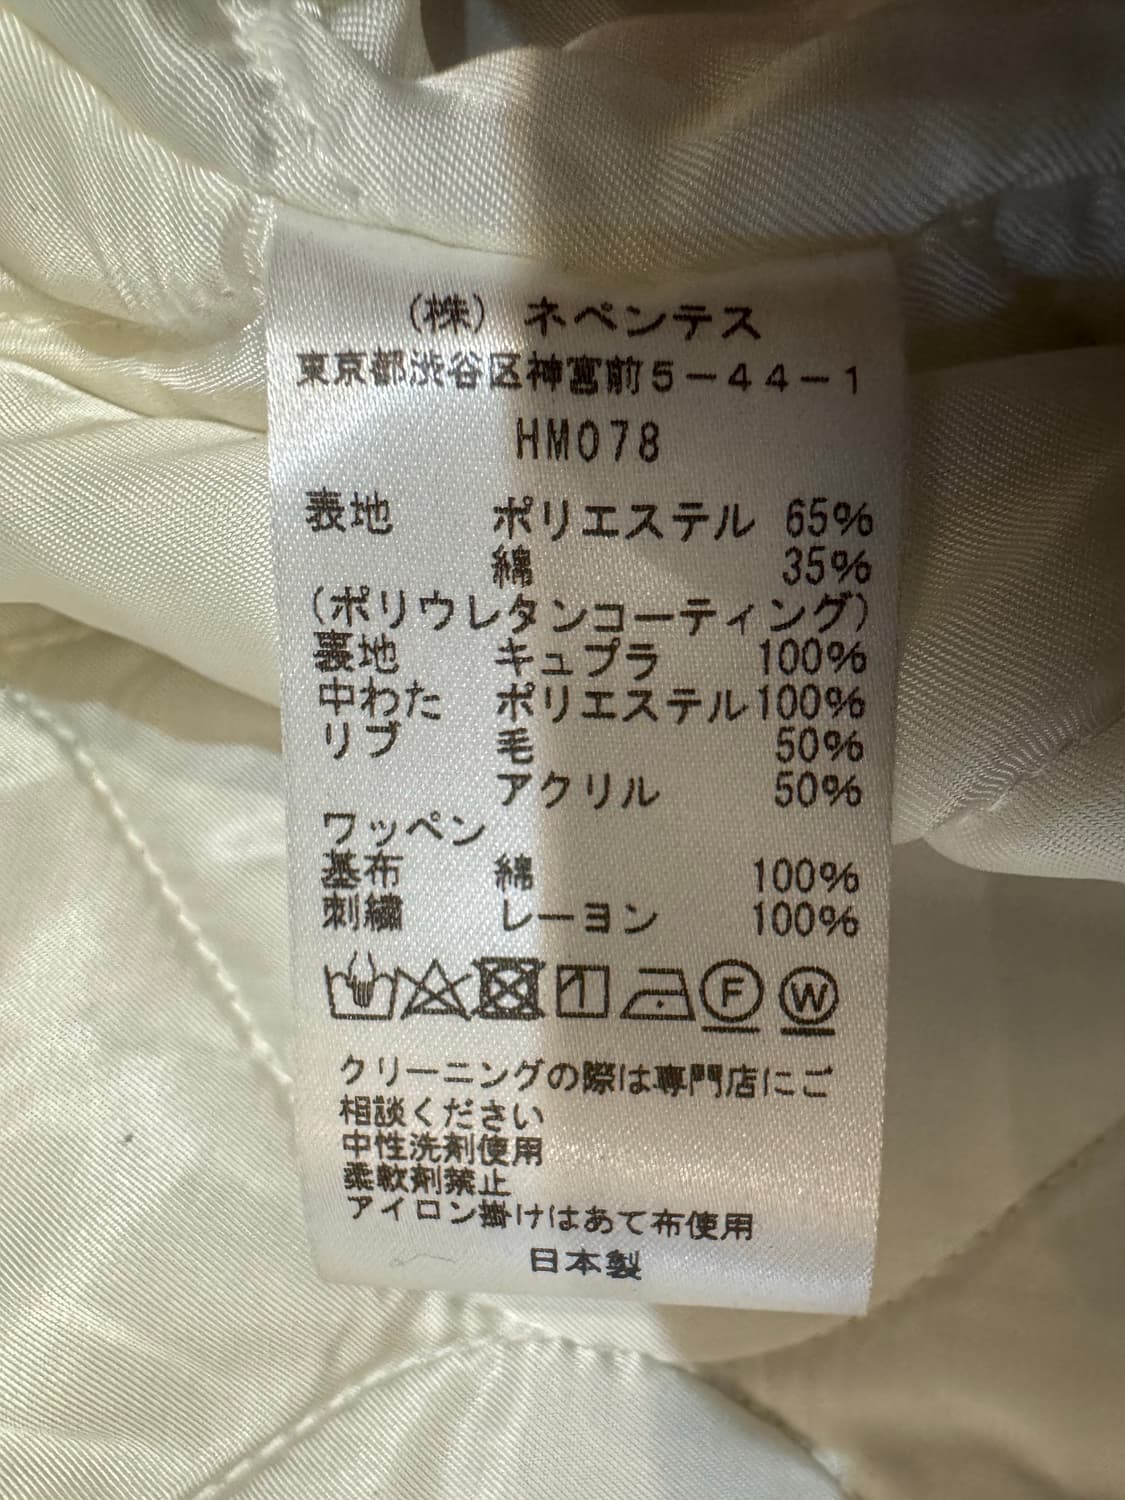 (株) ネペンテス
東京都渋谷区神宮前5-44-1
HM078
表地 ポリエステル 65%
綿 35%
(ポリウレタンコーティング)
裏地 キュプラ 100%
中わた ポリエステル 100%
リブ 毛 50%
アクリル 50%
ワッペン
基布 綿 100%
刺繍 レーヨン 100%
1 F W
クリーニングの際は専門店にご
相談ください
中性洗剤使用
柔軟剤禁止
アイロン掛けはあて布使用
日本製